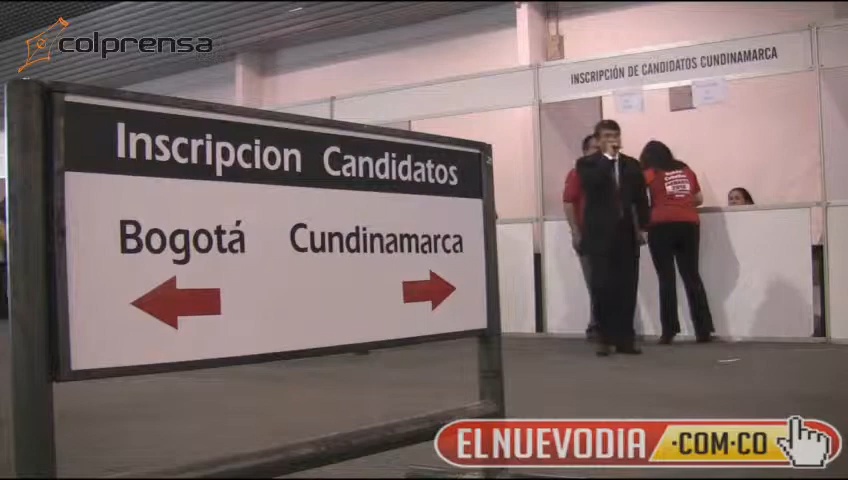 colprensa
INSCRIPCIÓN DE CANDIDATOS CUNDINAMARCA
Inscripcion Candidatos
Bogotá Cundinamarca
ELNUEVODIA .COM.CO